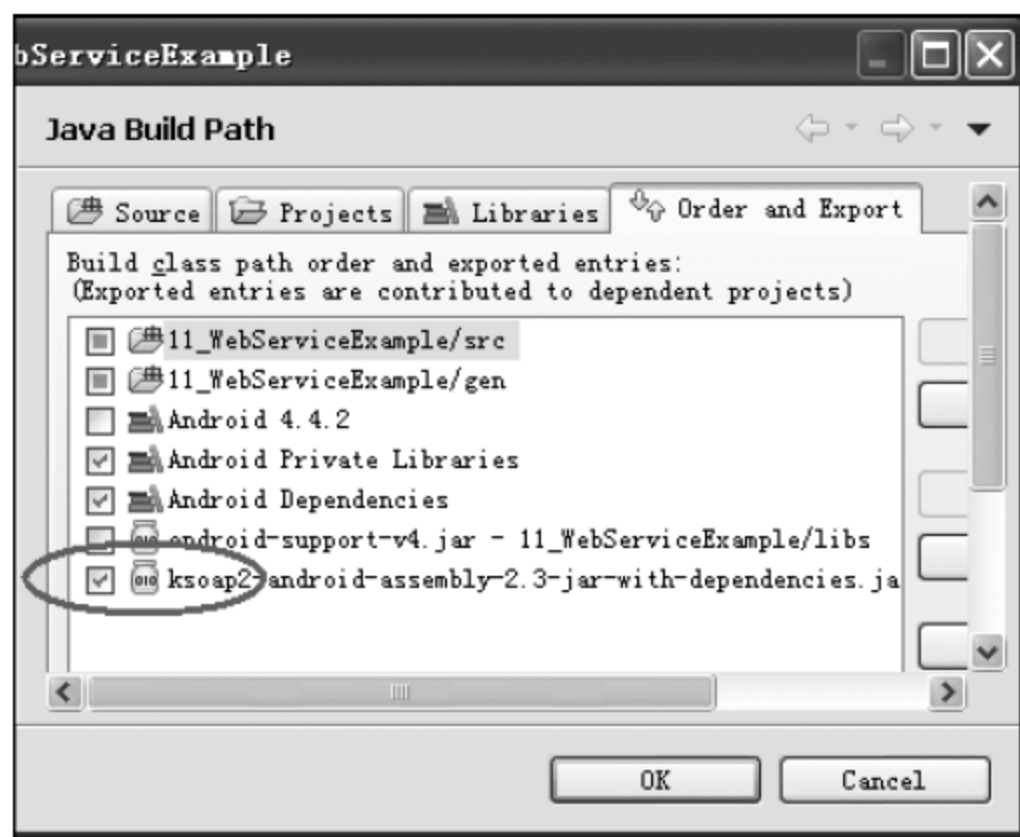 bServiceExample
Java Build Path
Source Projects Libraries Order and Export
Build class path order and exported entries:
(Exported entries are contributed to dependent projects)
11_WebServiceExample/src
11_WebServiceExample/gen
Android 4.4.2
Android Private Libraries
Android Dependencies
android-support-v4.jar - 11_WebServiceExample/libs
ksoap2-android-assembly-2.3-jar-with-dependencies.ja
OK Cancel